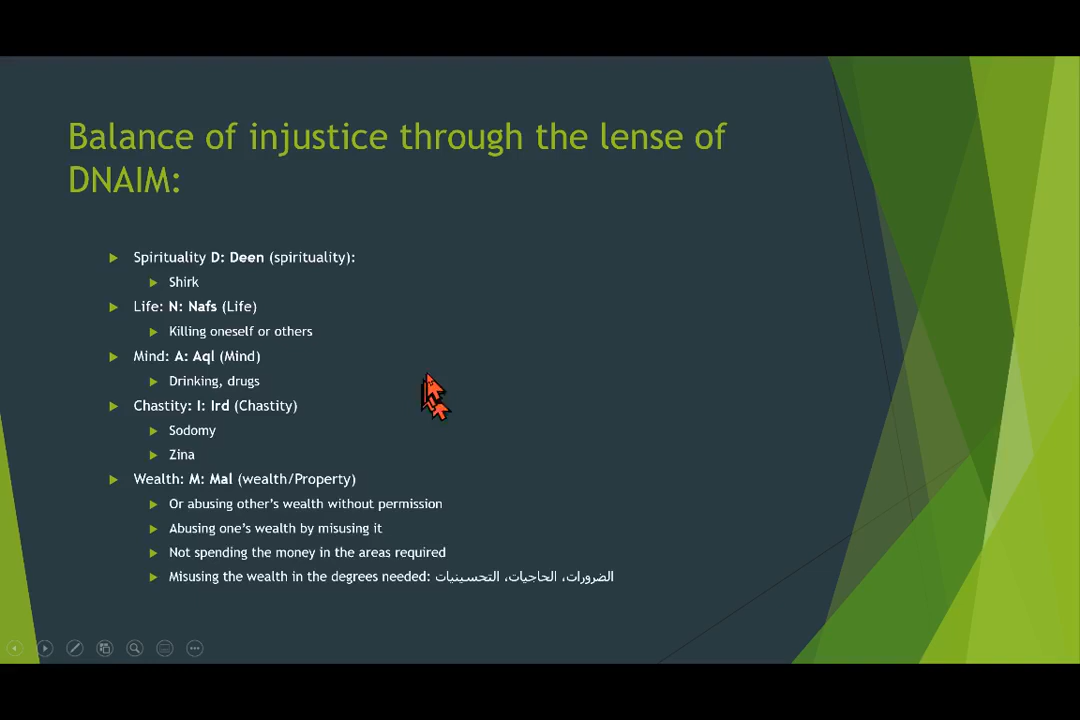 Balance of injustice through the lense of
DNAIM:
Spirituality D: Deen (spirituality):
Shirk
Life: N: Nafs (Life)
Killing oneself or others
Mind: A: Aql (Mind)
Drinking, drugs
Chastity: I: Ird (Chastity)
Sodomy
Zina
Wealth: M: Mal (wealth/Property)
Or abusing other's wealth without permission
Abusing one's wealth by misusing it
Not spending the money in the areas required
Misusing the wealth in the degrees needed: الضرورات، الحاجيات، التحسينيات